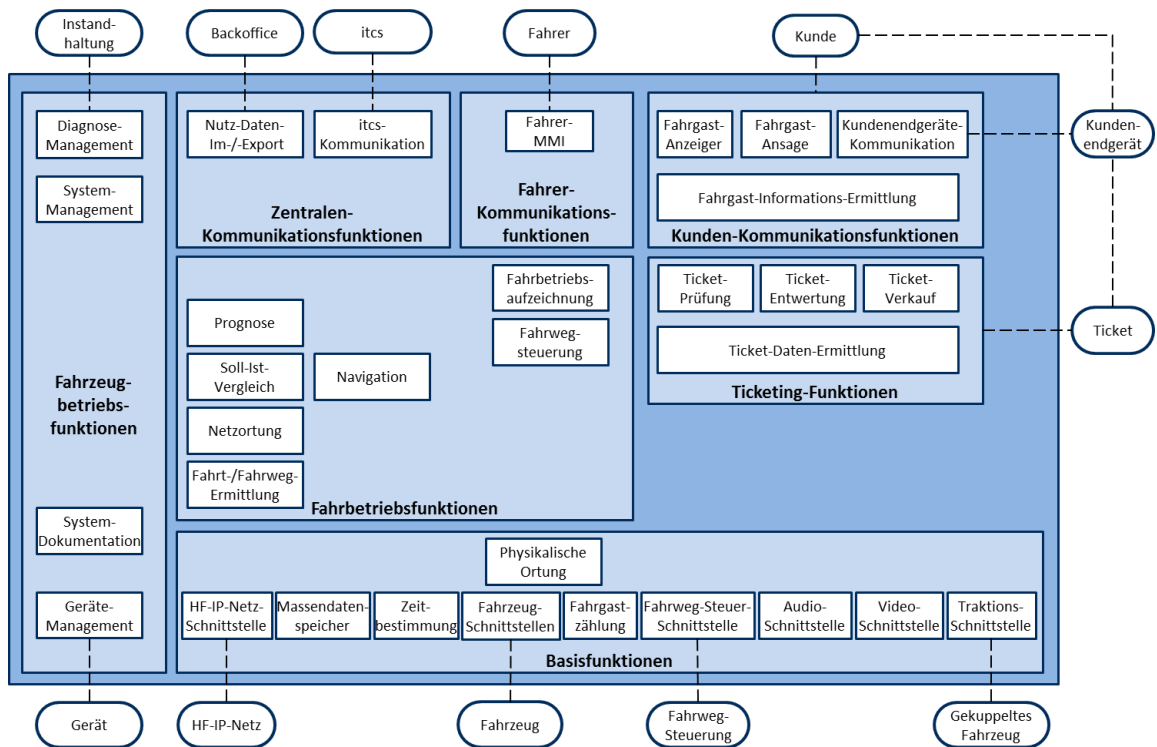 Instand-
haltung
Backoffice
itcs
Fahrer
Kunde
Diagnose-
Management
System-
Management
Fahrzeug-
betriebs-
funktionen
System-
Dokumentation
Geräte-
Management
Nutz-Daten-
Im-/-Export
itcs-
Kommunikation
Zentralen-
Kommunikationsfunktionen
Fahrer-
MMI
Fahrer-
Kommunikations-
funktionen
Fahrgast-
Anzeiger
Fahrgast-
Ansage
Kundenendgeräte-
Kommunikation
Fahrgast-Informations-Ermittlung
Kunden-Kommunikationsfunktionen
Kunden-
endgerät
Fahrbetriebs-
aufzeichnung
Fahrweg-
steuerung
Prognose
Soll-Ist-
Vergleich
Navigation
Netzortung
Fahrt-/Fahrweg-
Ermittlung
Fahrbetriebsfunktionen
Ticket-
Prüfung
Ticket-
Entwertung
Ticket-
Verkauf
Ticket-Daten-Ermittlung
Ticketing-Funktionen
Ticket
Physikalische
Ortung
HF-IP-Netz-
Schnittstelle
Massendaten-
speicher
Zeit-
bestimmung
Fahrzeug-
Schnittstellen
Fahrgast-
zählung
Fahrweg-Steuer-
Schnittstelle
Audio-
Schnittstelle
Video-
Schnittstelle
Traktions-
Schnittstelle
Basisfunktionen
Gerät
HF-IP-Netz
Fahrzeug
Fahrweg-
Steuerung
Gekuppeltes
Fahrzeug